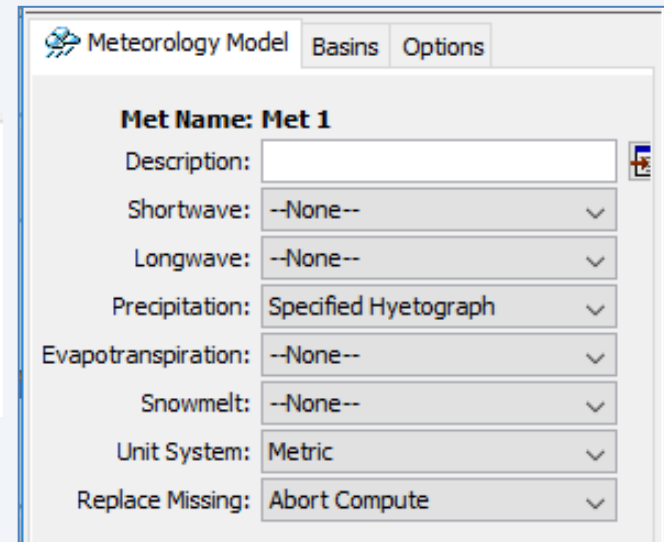 Meteorology Model Basins Options
Met Name: Met 1
Description:
Shortwave: --None--
Longwave: --None--
Precipitation: Specified Hyetograph
Evapotranspiration: --None--
Snowmelt: --None--
Unit System: Metric
Replace Missing: Abort Compute